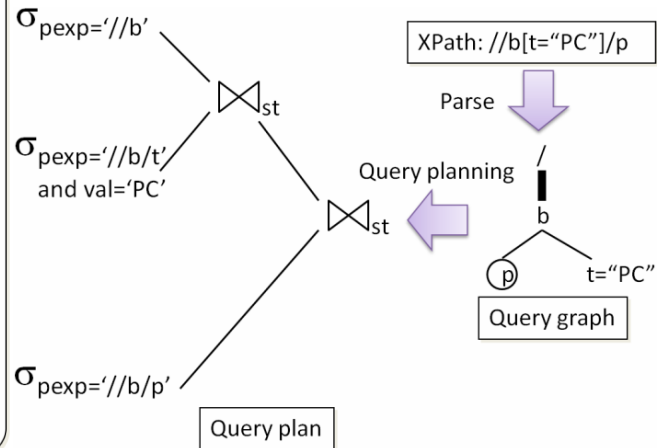 σpexp=‘//b’
⋈st
σpexp=‘//b/t’
and val=‘PC’
⋈st
σpexp=‘//b/p’
Query plan
XPath: //b[t=“PC”]/p
Parse
Query planning
/
b
p
t=“PC”
Query graph